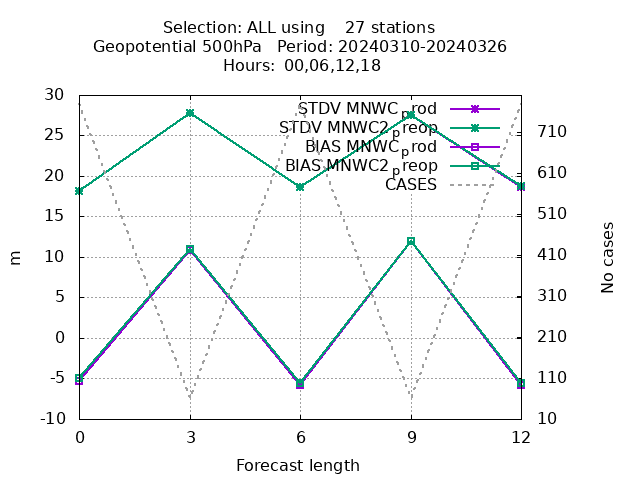 Selection: ALL using    27 stations
Geopotential 500hPa   Period: 20240310-20240326
Hours: 00,06,12,18
STDV MNWC_prod
STDV MNWC2_preop
BIAS MNWC_prod
BIAS MNWC2_preop
CASES
30
25
20
15
10
5
0
-5
-10
m
710
610
510
410
310
210
110
10
No cases
0 3 6 9 12
Forecast length